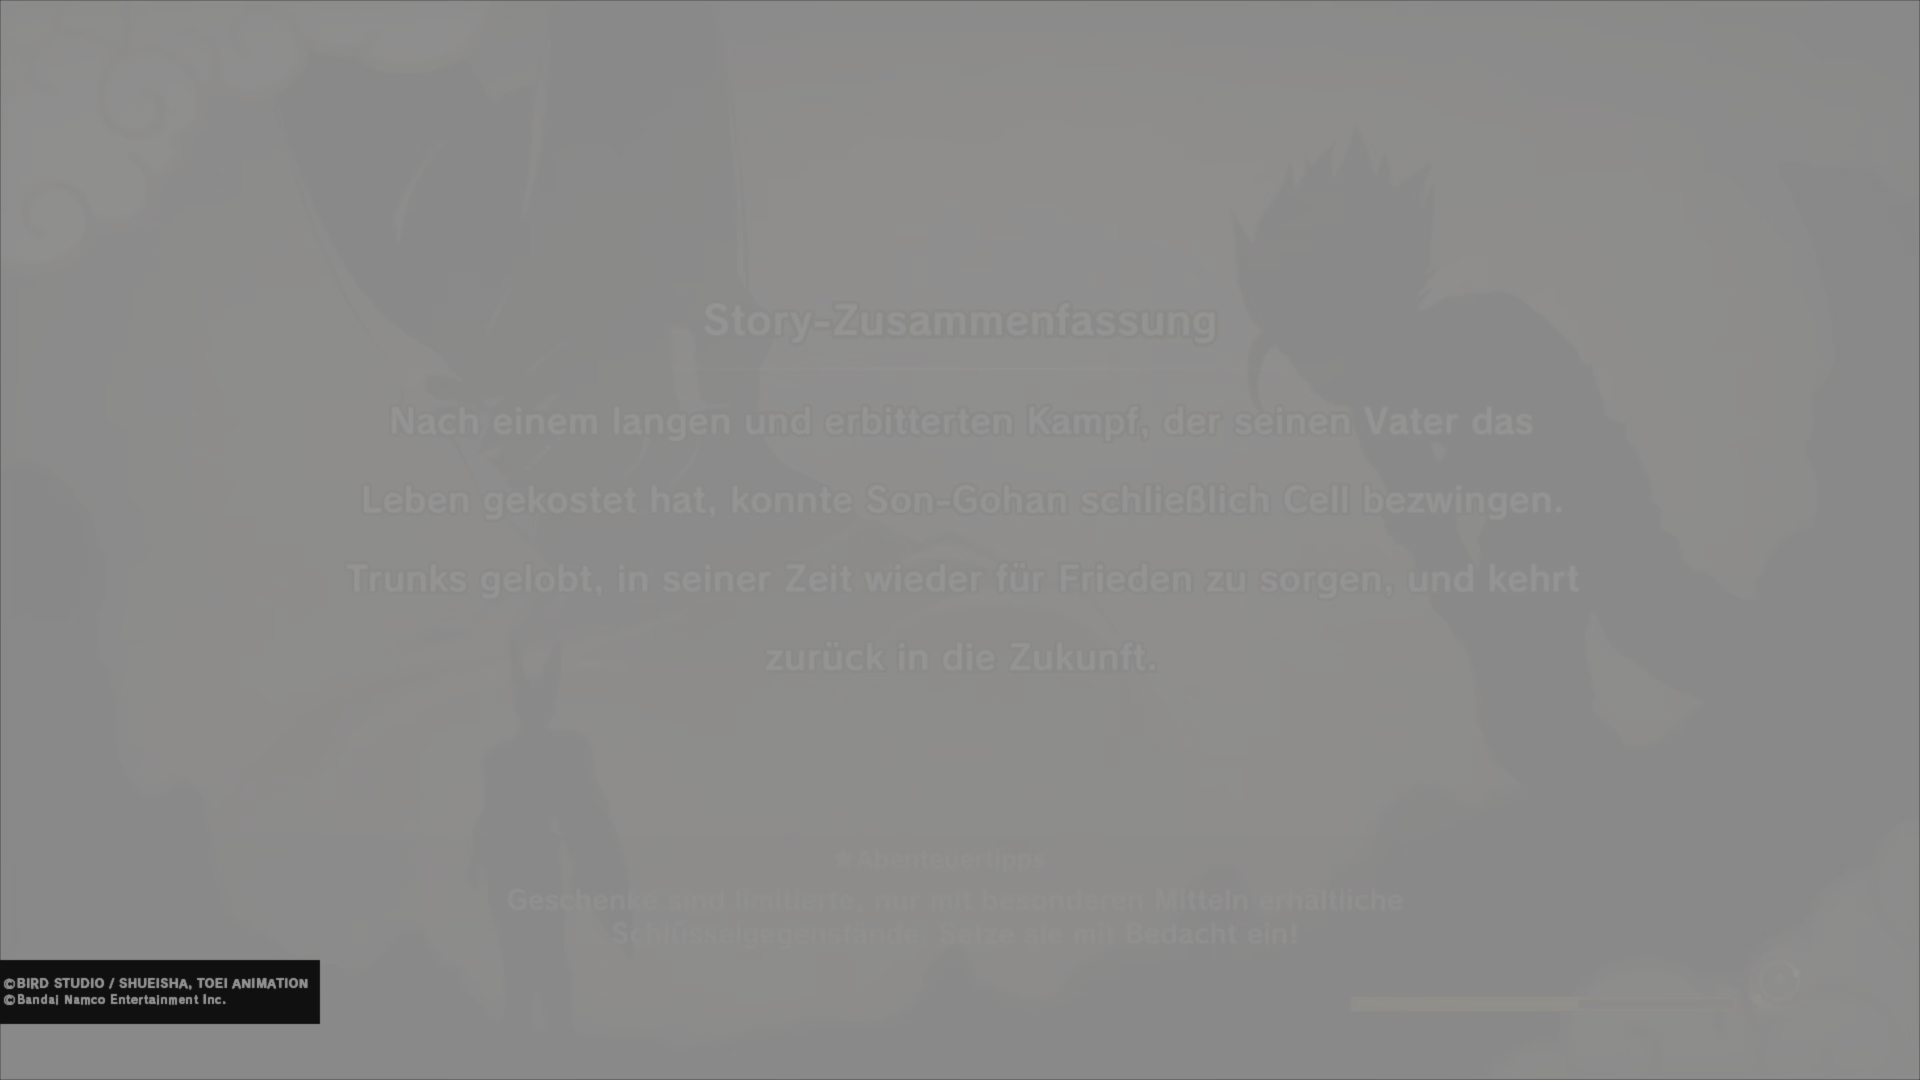 Story-Zusammenfassung
Nach einem langen und erbitterten Kampf, der seinen Vater das
Leben gekostet hat, konnte Son-Gohan schließlich Cell bezwingen.
Trunks gelobt, in seiner Zeit wieder für Frieden zu sorgen, und kehrt
zurück in die Zukunft.
★Abenteuertipps
Geschenke sind limitierte, nur mit besonderen Mitteln erhältliche
Schlüsselgegenstände. Setze sie mit Bedacht ein!
©BIRD STUDIO / SHUEISHA, TOEI ANIMATION
©Bandai Namco Entertainment Inc.